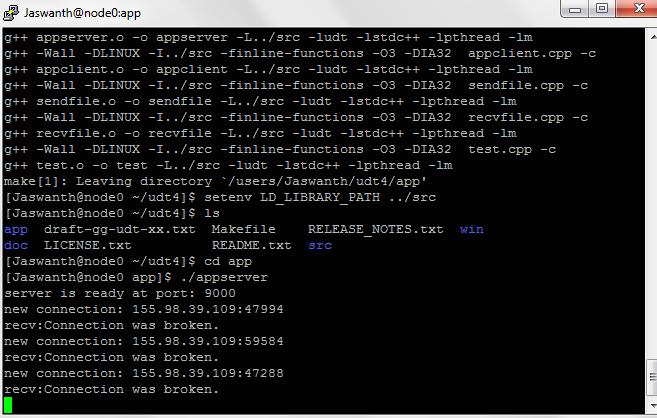 Jaswanth@node0:app
g++ appserver.o -o appserver -L../src -ludt -lstdc++ -lpthread -lm
g++ -Wall -DLINUX -I../src -finline-functions -O3 -DIA32  appclient.cpp -c
g++ appclient.o -o appclient -L../src -ludt -lstdc++ -lpthread -lm
g++ -Wall -DLINUX -I../src -finline-functions -O3 -DIA32  sendfile.cpp -c
g++ sendfile.o -o sendfile -L../src -ludt -lstdc++ -lpthread -lm
g++ -Wall -DLINUX -I../src -finline-functions -O3 -DIA32  recvfile.cpp -c
g++ recvfile.o -o recvfile -L../src -ludt -lstdc++ -lpthread -lm
g++ -Wall -DLINUX -I../src -finline-functions -O3 -DIA32  test.cpp -c
g++ test.o -o test -L../src -ludt -lstdc++ -lpthread -lm
make[1]: Leaving directory `/users/Jaswanth/udt4/app'
[Jaswanth@node0 ~/udt4]$ setenv LD_LIBRARY_PATH ../src
[Jaswanth@node0 ~/udt4]$ ls
app  draft-gg-udt-xx.txt  Makefile    RELEASE_NOTES.txt  win
doc  LICENSE.txt          README.txt  src
[Jaswanth@node0 ~/udt4]$ cd app
[Jaswanth@node0 app]$ ./appserver
server is ready at port: 9000
new connection: 155.98.39.109:47994
recv:Connection was broken.
new connection: 155.98.39.109:59584
recv:Connection was broken.
new connection: 155.98.39.109:47288
recv:Connection was broken.